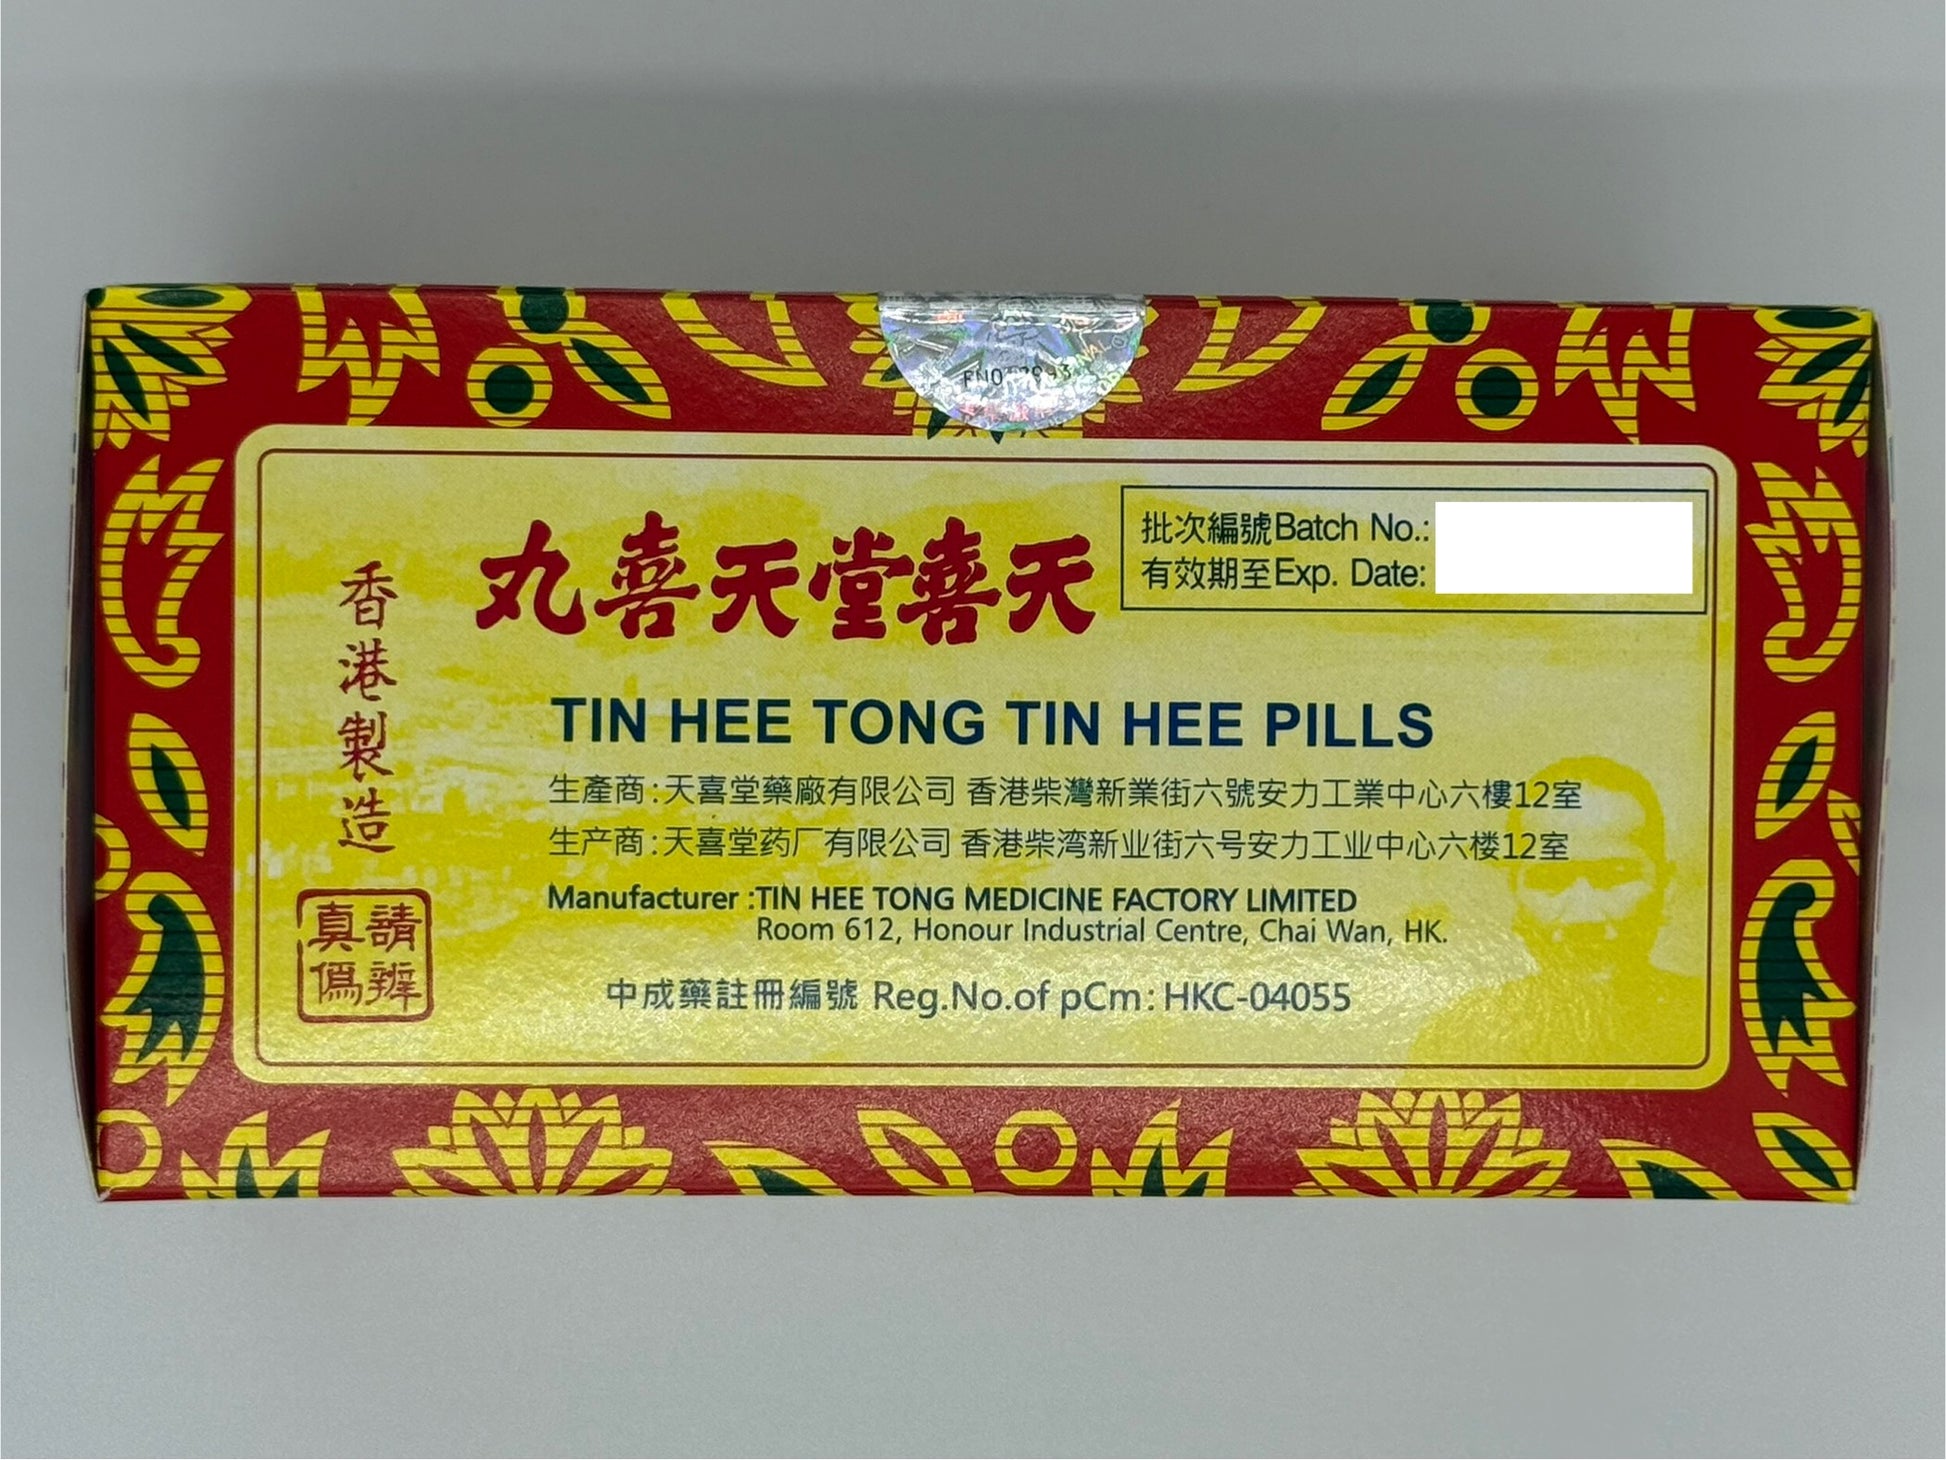 天喜堂天喜丸
批次編號Batch No.:
有效期至Exp. Date:
香港製造
TIN HEE TONG TIN HEE PILLS
生產商:天喜堂藥廠有限公司 香港柴灣新業街六號安力工業中心六樓12室
生产商:天喜堂药厂有限公司 香港柴湾新业街六号安力工业中心六楼12室
Manufacturer :TIN HEE TONG MEDICINE FACTORY LIMITED
Room 612, Honour Industrial Centre, Chai Wan, HK.
請辨
真偽
中成藥註冊編號 Reg.No.of pCm: HKC-04055